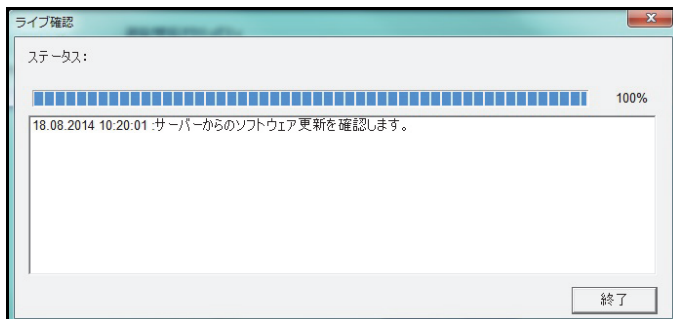 ライブ確認
ステータス:
100%
18.08.2014 10:20:01 :サーバーからのソフトウェア更新を確認します。
終了